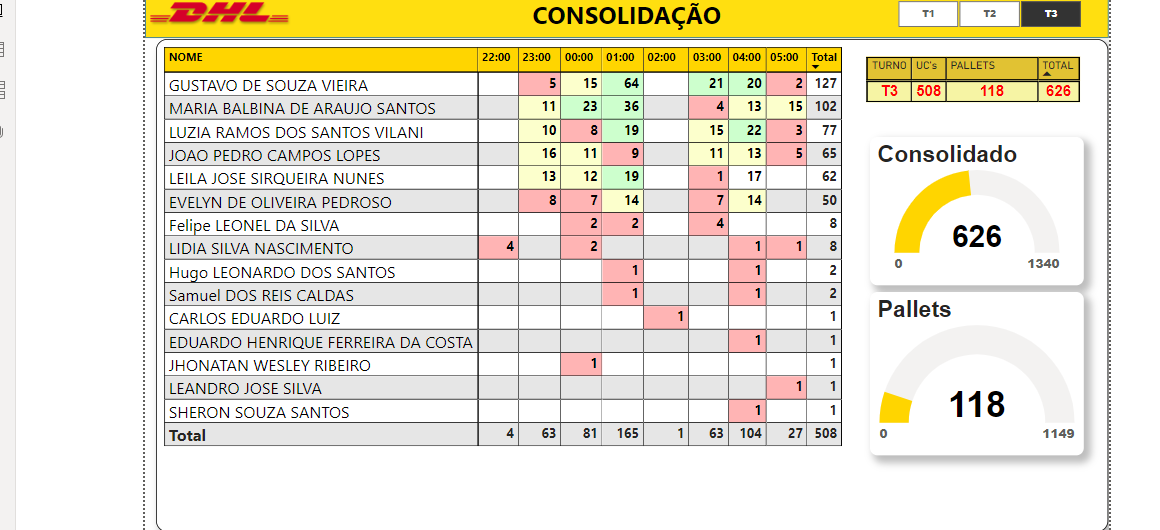 DHL CONSOLIDAÇÃO T1 T2 T3
NOME 22:00 23:00 00:00 01:00 02:00 03:00 04:00 05:00 Total
GUSTAVO DE SOUZA VIEIRA 5 15 64 21 20 2 127
MARIA BALBINA DE ARAUJO SANTOS 11 23 36 4 13 15 102
LUZIA RAMOS DOS SANTOS VILANI 10 8 19 15 22 3 77
JOAO PEDRO CAMPOS LOPES 16 11 9 11 13 5 65
LEILA JOSE SIRQUEIRA NUNES 13 12 19 1 17 62
EVELYN DE OLIVEIRA PEDROSO 8 7 14 7 14 50
Felipe LEONEL DA SILVA 2 2 4 8
LIDIA SILVA NASCIMENTO 4 2 1 1 8
Hugo LEONARDO DOS SANTOS 1 1 2
Samuel DOS REIS CALDAS 1 1 2
CARLOS EDUARDO LUIZ 1 1
EDUARDO HENRIQUE FERREIRA DA COSTA 1 1
JHONATAN WESLEY RIBEIRO 1 1
LEANDRO JOSE SILVA 1 1
SHERON SOUZA SANTOS 1 1
Total 4 63 81 165 1 63 104 27 508
TURNO UC's PALLETS TOTAL
T3 508 118 626
Consolidado
626
0 1340
Pallets
118
0 1149